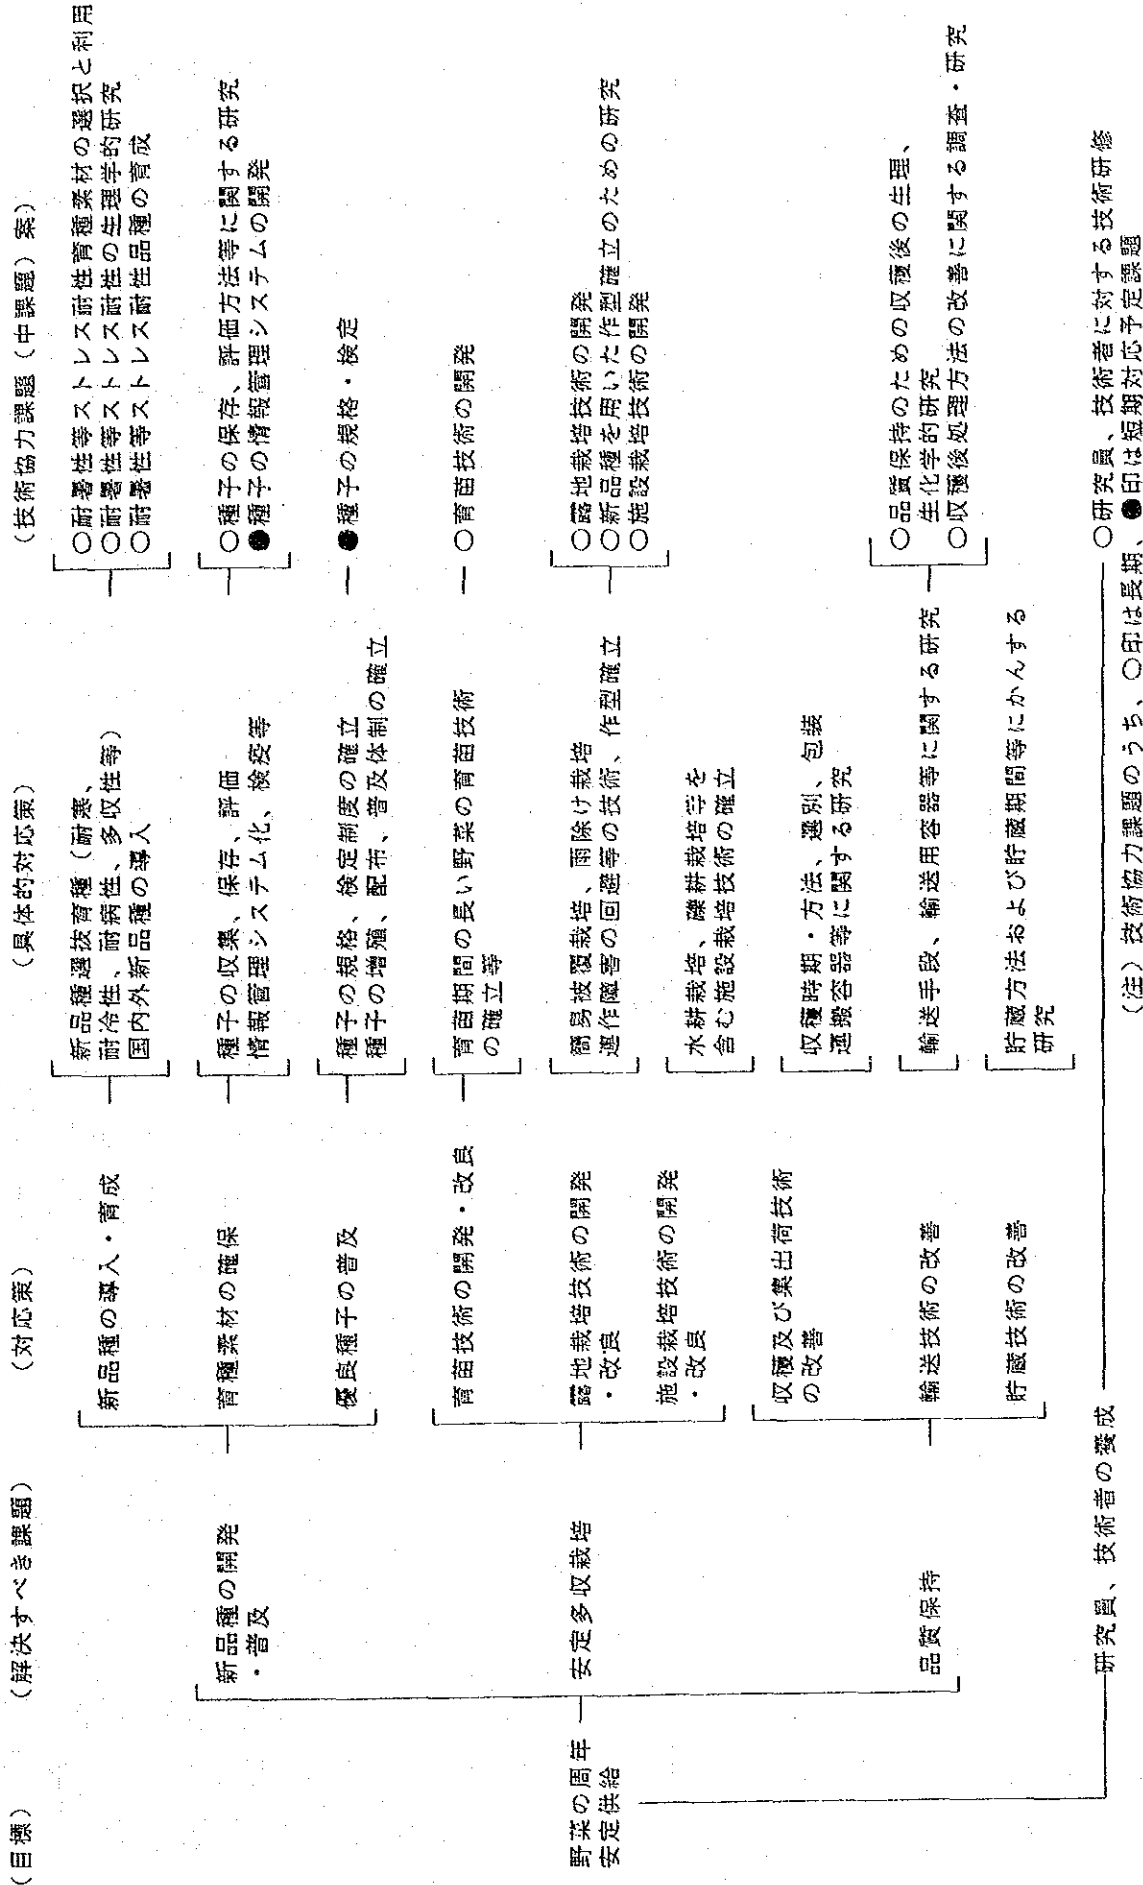 （目標）
（解決すべき課題）
（対応策）
（具体的対応策）
（技術協力課題（中課題）案）
野菜の周年
安定供給
新品種の開発
・普及
新品種の導入・育成
新品種選抜育種（耐寒、
耐冷性、耐病性、多収性等）
国内外新品種の導入
○耐暑性等ストレス耐性育種素材の選択と利用
○耐暑性等ストレス耐性の生理学的研究
○耐暑性等ストレス耐性品種の育成
育種素材の確保
種子の収集、保存、評価
情報管理システム化、検疫等
○種子の保存、評価方法等に関する研究
●種子の情報管理システムの開発
優良種子の普及
種子の規格、検定制度の確立
種子の増殖、配布、普及体制の確立
●種子の規格・検定
安定多収栽培
育苗技術の開発・改良
育苗期間の長い野菜の育苗技術
の確立等
○育苗技術の開発
露地栽培技術の開発
・改良
簡易被覆栽培、雨除け栽培
連作障害の回避等の技術、作型確立
○露地栽培技術の開発
○新品種を用いた作型確立のための研究
○施設栽培技術の開発
施設栽培技術の開発
・改良
水耕栽培、礫耕栽培等を
含む施設栽培技術の確立
品質保持
収穫及び集出荷技術
の改善
収穫時期・方法、選別、包装
運搬容器等に関する研究
輸送技術の改善
輸送手段、輸送用容器等に関する研究
○品質保持のための収穫後の生理、
生化学的研究
○収穫後処理方法の改善に関する調査・研究
貯蔵技術の改善
貯蔵方法および貯蔵期間等にかんする
研究
研究員、技術者の養成
○研究員、技術者に対する技術研修
（注）技術協力課題のうち、○印は長期、●印は短期対応予定課題